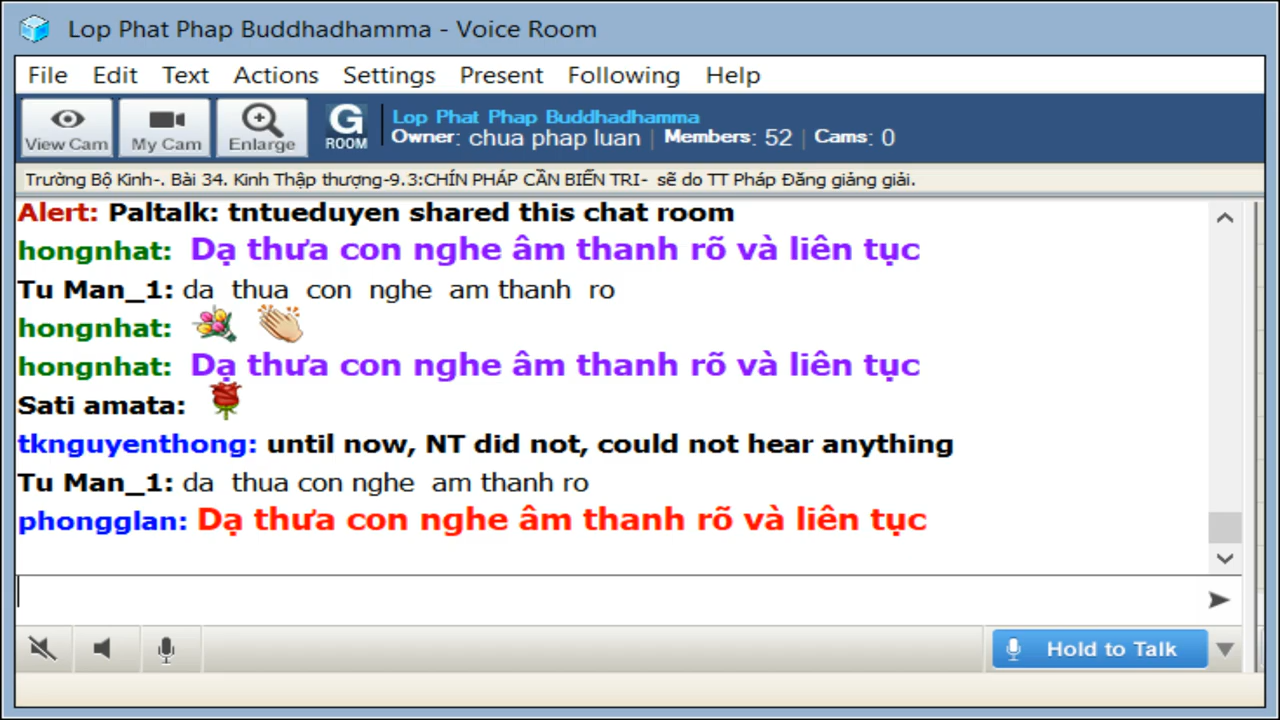 Lop Phat Phap Buddhadhamma - Voice Room
File Edit Text Actions Settings Present Following Help
View Cam My Cam Enlarge G ROOM
Lop Phat Phap Buddhadhamma
Owner: chua phap luan | Members: 52 | Cams: 0
Trường Bộ Kinh-. Bài 34. Kinh Thập thượng-9.3:CHÍN PHÁP CẦN BIẾN TRI- sẽ do TT Pháp Đăng giảng giải.
Alert: Paltalk: tntueduyen shared this chat room
hongnhat: Dạ thưa con nghe âm thanh rõ và liên tục
Tu Man_1: da thua con nghe am thanh ro
hongnhat:
hongnhat: Dạ thưa con nghe âm thanh rõ và liên tục
Sati amata:
tknguyenthong: until now, NT did not, could not hear anything
Tu Man_1: da thua con nghe am thanh ro
phongglan: Dạ thưa con nghe âm thanh rõ và liên tục
Hold to Talk